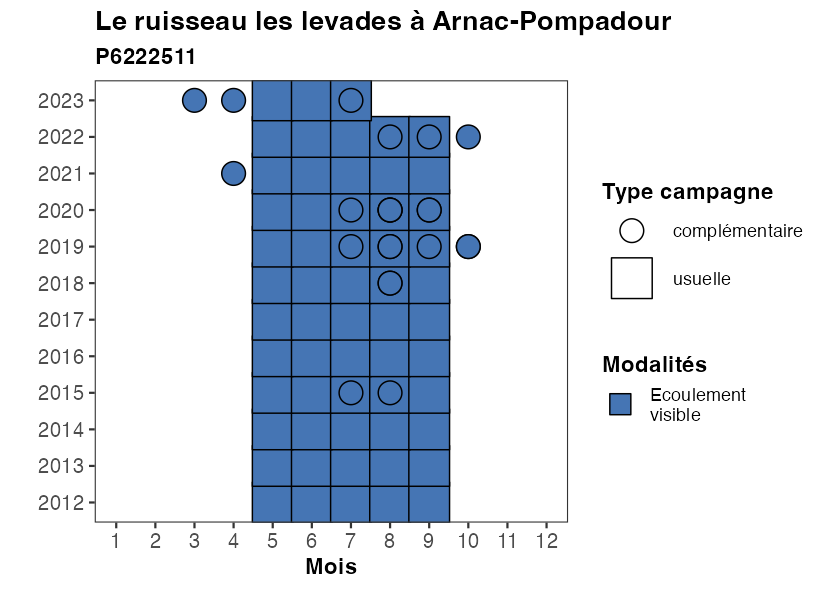 Le ruisseau les levades à Arnac-Pompadour
P6222511
2023
2022
2021
2020
2019
2018
2017
2016
2015
2014
2013
2012
1 2 3 4 5 6 7 8 9 10 11 12
Mois
Type campagne
complémentaire
usuelle
Modalités
Ecoulement
visible